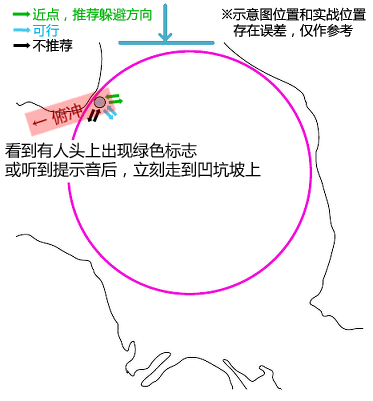 近点，推荐躲避方向
可行
不推荐
※示意图位置和实战位置
存在误差，仅作参考
← 俯冲
看到有人头上出现绿色标志
或听到提示音后，立刻走到凹坑坡上